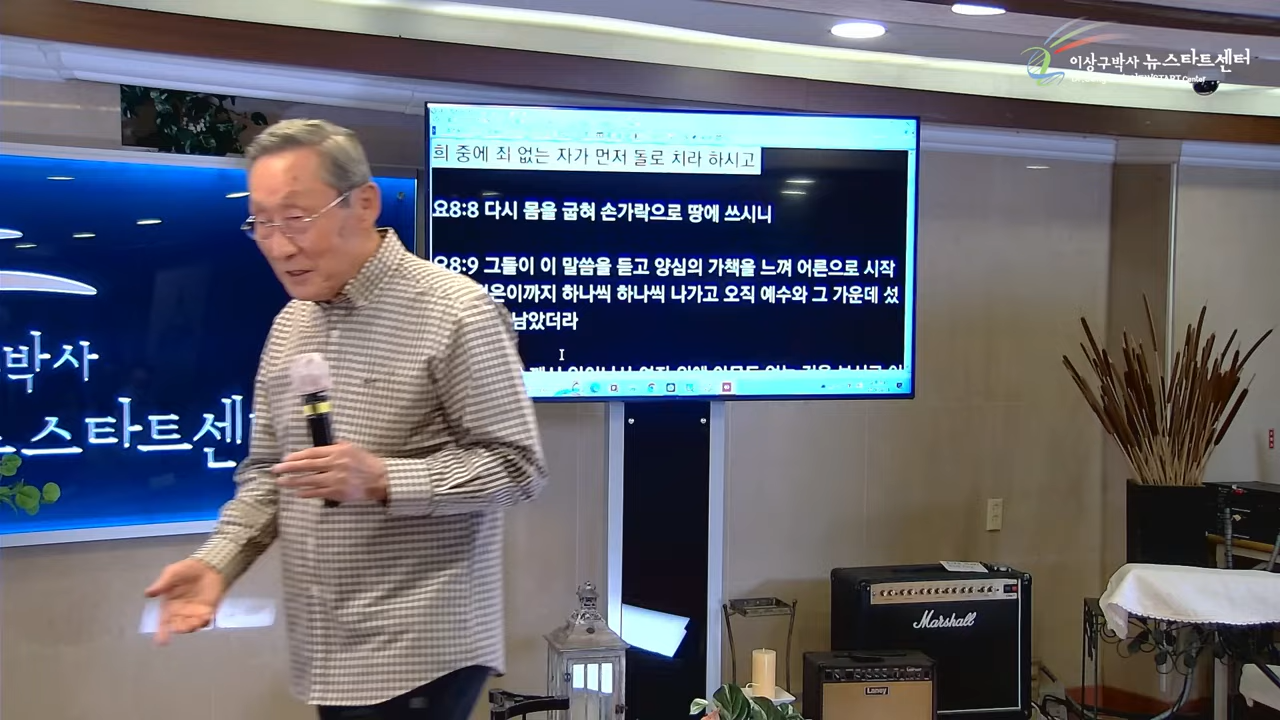 이상구박사 뉴스타트센터
희 중에 죄 없는 자가 먼저 돌로 치라 하시고
요8:8 다시 몸을 굽혀 손가락으로 땅에 쓰시니
요8:9 그들이 이 말씀을 듣고 양심의 가책을 느껴 어른으로 시작
은이까지 하나씩 하나씩 나가고 오직 예수와 그 가운데 섰
남았더라
박사
스타트센
Marshall
Laney